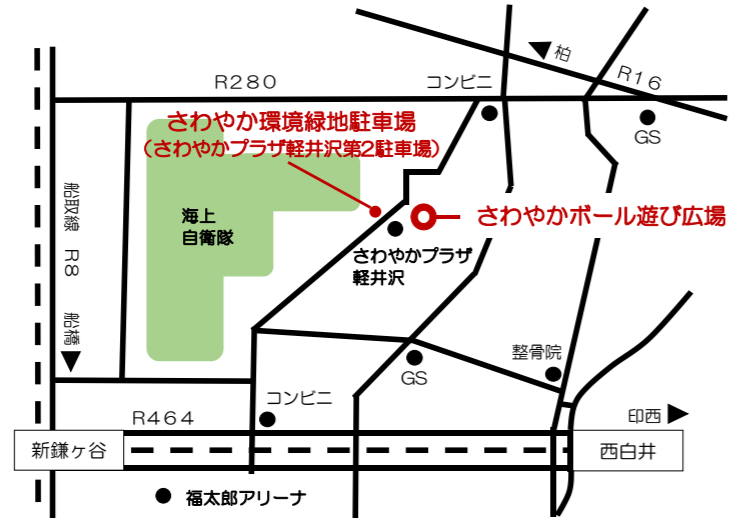 柏
R16
R280
コンビニ
GS
さわやか環境緑地駐車場
(さわやかプラザ軽井沢第2駐車場)
船取線 R8
船橋
海上
自衛隊
さわやかボール遊び広場
さわやかプラザ
軽井沢
整骨院
GS
コンビニ
R464
印西
新鎌ヶ谷
西白井
福太郎アリーナ